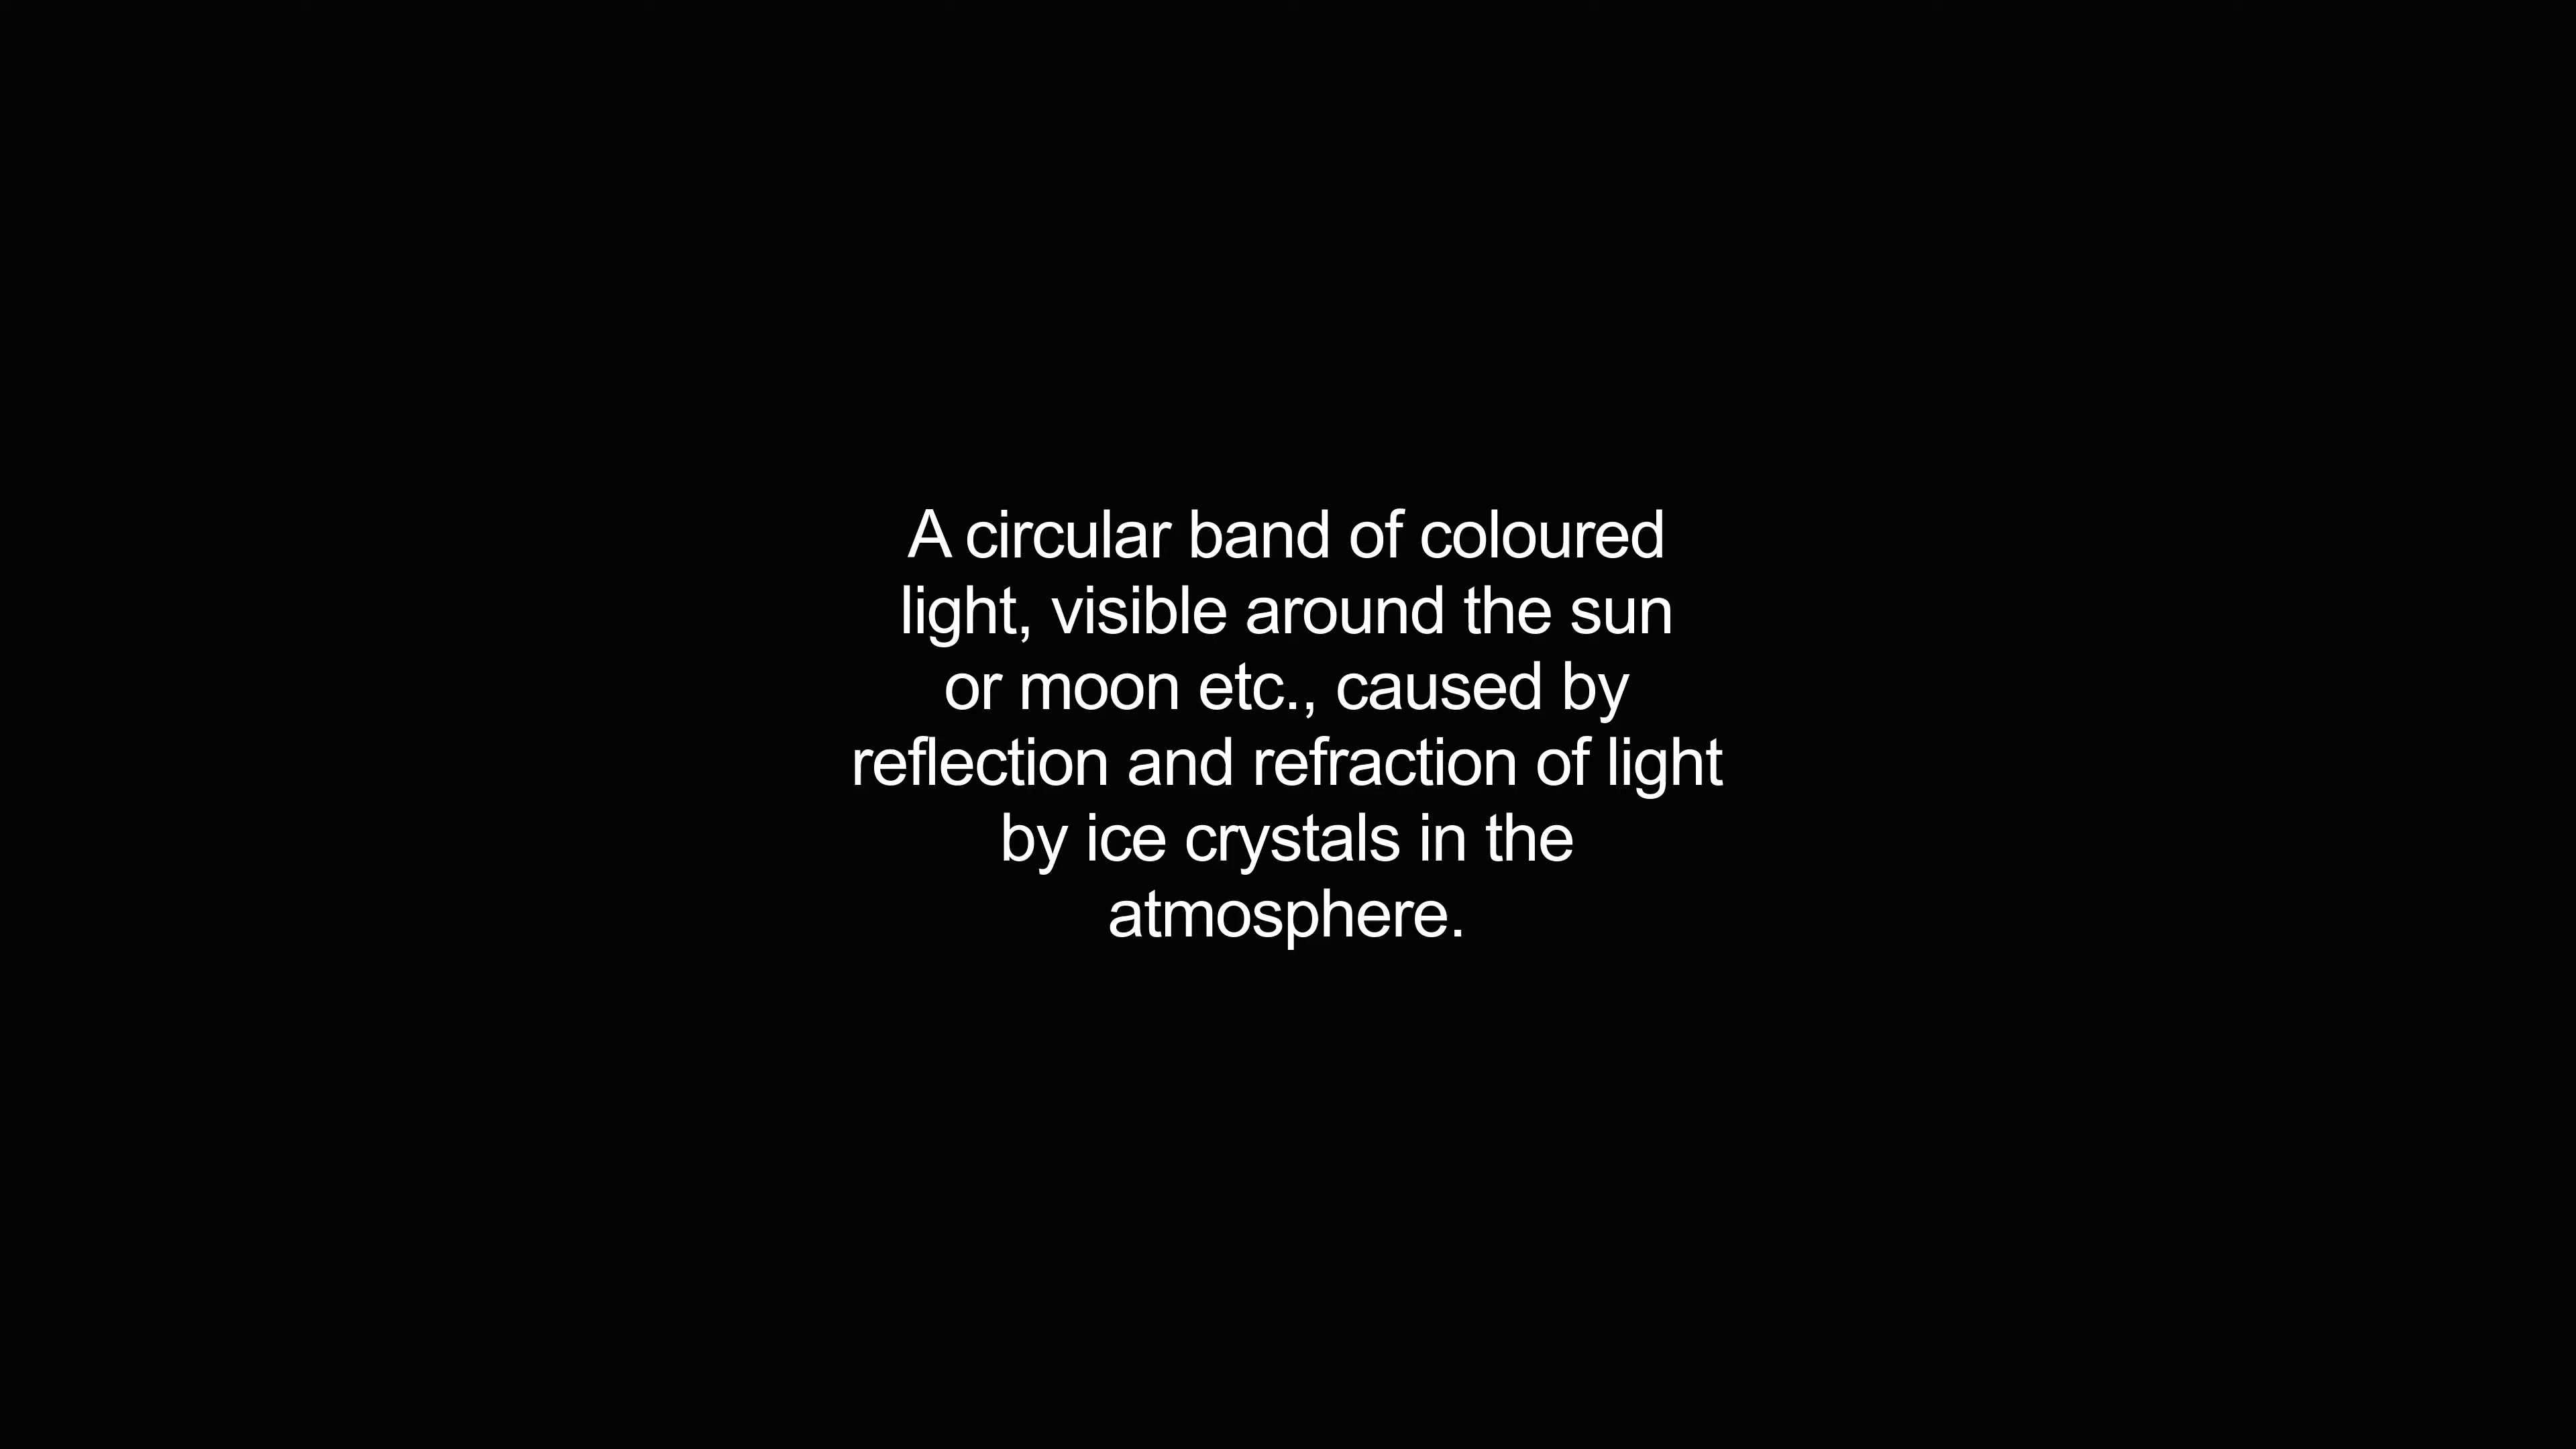 A circular band of coloured
light, visible around the sun
or moon etc., caused by
reflection and refraction of light
by ice crystals in the
atmosphere.